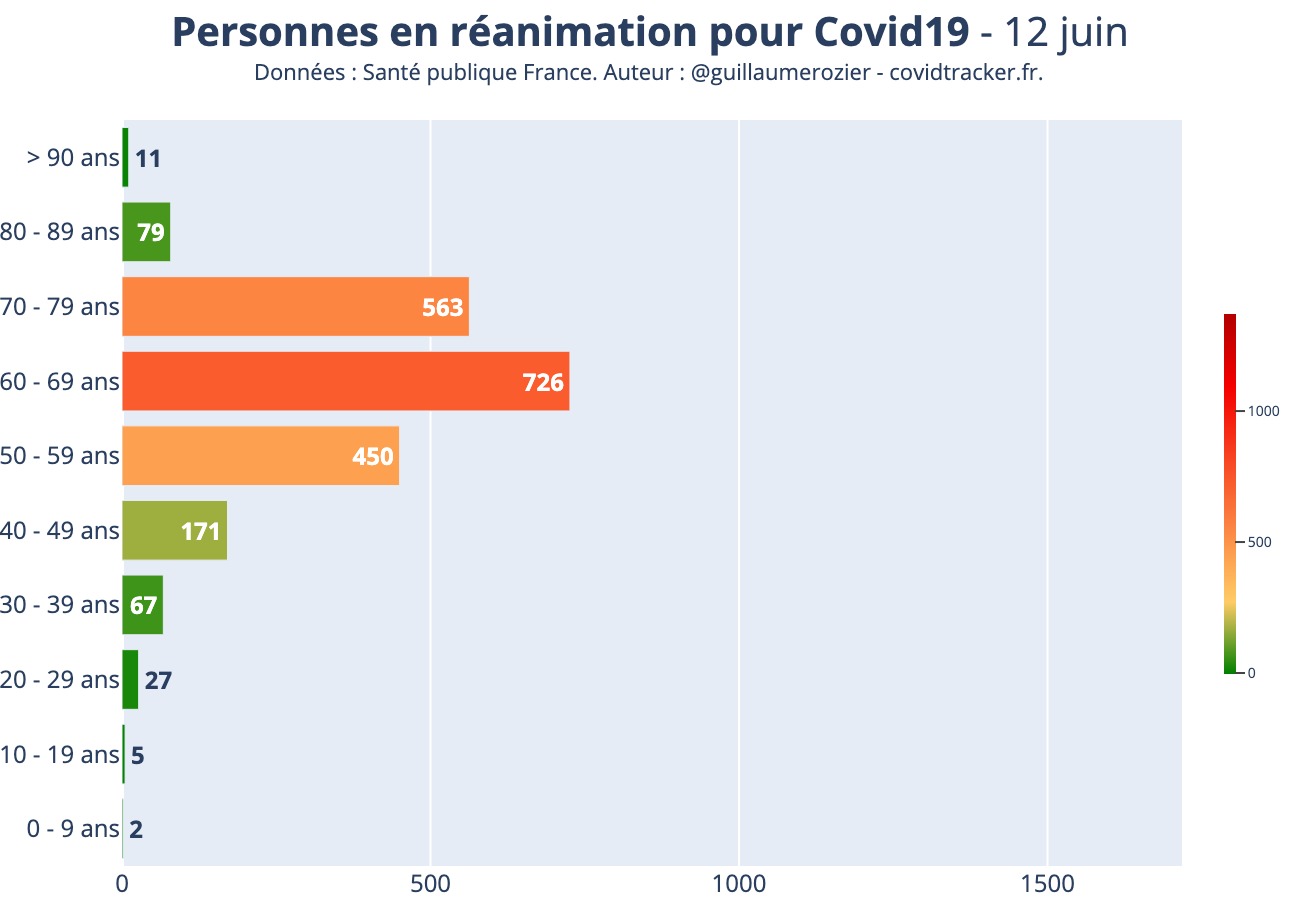 Personnes en réanimation pour Covid19 - 12 juin
Données : Santé publique France. Auteur : @guillaumerozier - covidtracker.fr.
> 90 ans 11
80 - 89 ans 79
70 - 79 ans 563
60 - 69 ans 726
50 - 59 ans 450
40 - 49 ans 171
30 - 39 ans 67
20 - 29 ans 27
10 - 19 ans 5
0 - 9 ans 2
0 500 1000 1500
1000
500
0